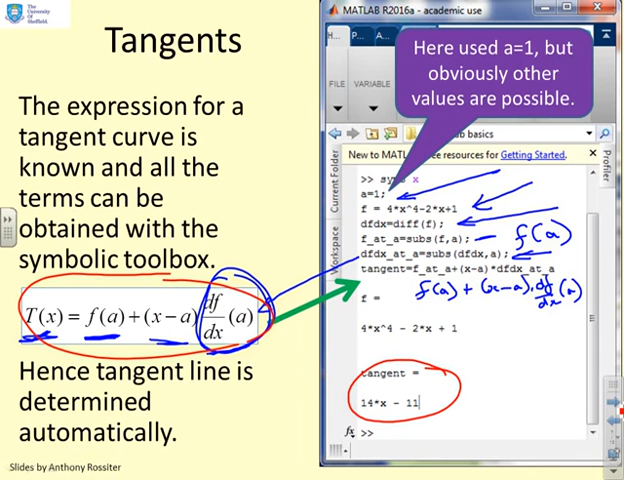 The
University
Of
Sheffield.
Tangents
The expression for a
tangent curve is
known and all the
terms can be
obtained with the
symbolic toolbox.
T(x) = f(a) + (x − a) df/dx (a)
Hence tangent line is
determined
automatically.
Slides by Anthony Rossiter
MATLAB R2016a - academic use
H...
P...
A...
Here used a=1, but
obviously other
values are possible.
FILE
VARIABLE
b basics
New to MAT
ee resources for Getting Started.
Current Folder
Workspace
Profiler
>> syms x
a=1;
f = 4*x^4-2*x+1
dfdx=diff(f);
f_at_a=subs(f,a);
f(a)
dfdx_at_a=subs(dfdx,a);
tangent=f_at_a+(x-a)*dfdx_at_a
f(a) + (x-a).df/dx(a)
f =
4*x^4 - 2*x + 1
tangent =
14*x - 11
fx >>